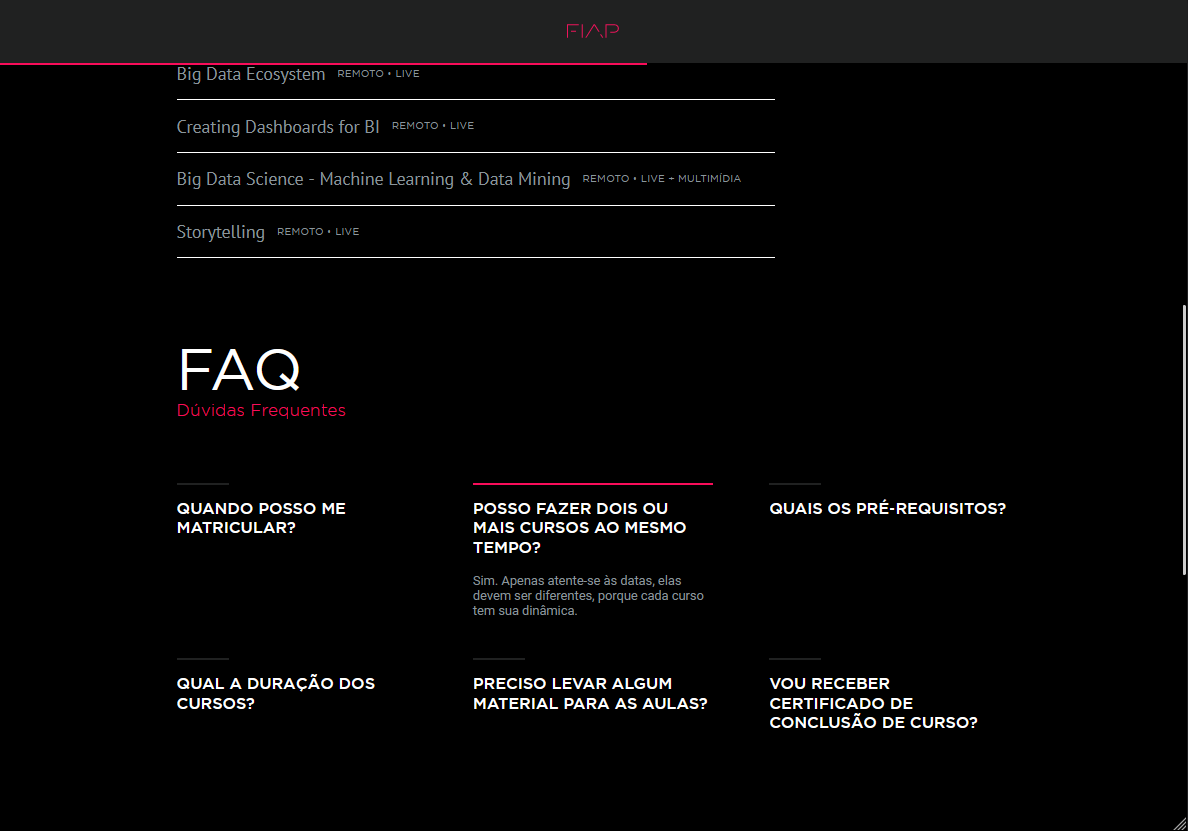 FIAP
Big Data Ecosystem REMOTO • LIVE
Creating Dashboards for BI REMOTO • LIVE
Big Data Science - Machine Learning & Data Mining REMOTO • LIVE + MULTIMÍDIA
Storytelling REMOTO • LIVE
FAQ
Dúvidas Frequentes
QUANDO POSSO ME
MATRICULAR?
POSSO FAZER DOIS OU
MAIS CURSOS AO MESMO
TEMPO?
Sim. Apenas atente-se às datas, elas
devem ser diferentes, porque cada curso
tem sua dinâmica.
QUAIS OS PRÉ-REQUISITOS?
QUAL A DURAÇÃO DOS
CURSOS?
PRECISO LEVAR ALGUM
MATERIAL PARA AS AULAS?
VOU RECEBER
CERTIFICADO DE
CONCLUSÃO DE CURSO?